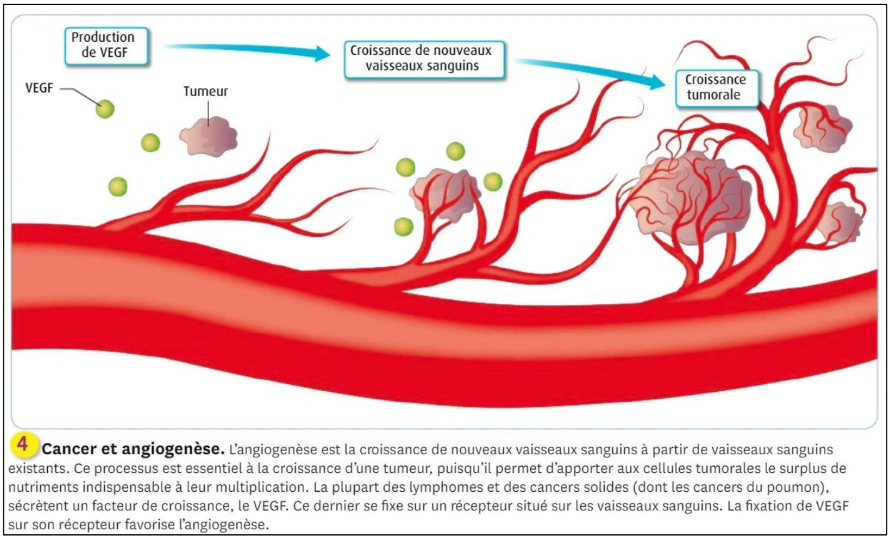 Production
de VEGF
Croissance de nouveaux
vaisseaux sanguins
Croissance
tumorale
VEGF
Tumeur
4 Cancer et angiogenèse. L'angiogenèse est la croissance de nouveaux vaisseaux sanguins à partir de vaisseaux sanguins
existants. Ce processus est essentiel à la croissance d'une tumeur, puisqu'il permet d'apporter aux cellules tumorales le surplus de
nutriments indispensable à leur multiplication. La plupart des lymphomes et des cancers solides (dont les cancers du poumon),
sécrètent un facteur de croissance, le VEGF. Ce dernier se fixe sur un récepteur situé sur les vaisseaux sanguins. La fixation de VEGF
sur son récepteur favorise l'angiogenèse.